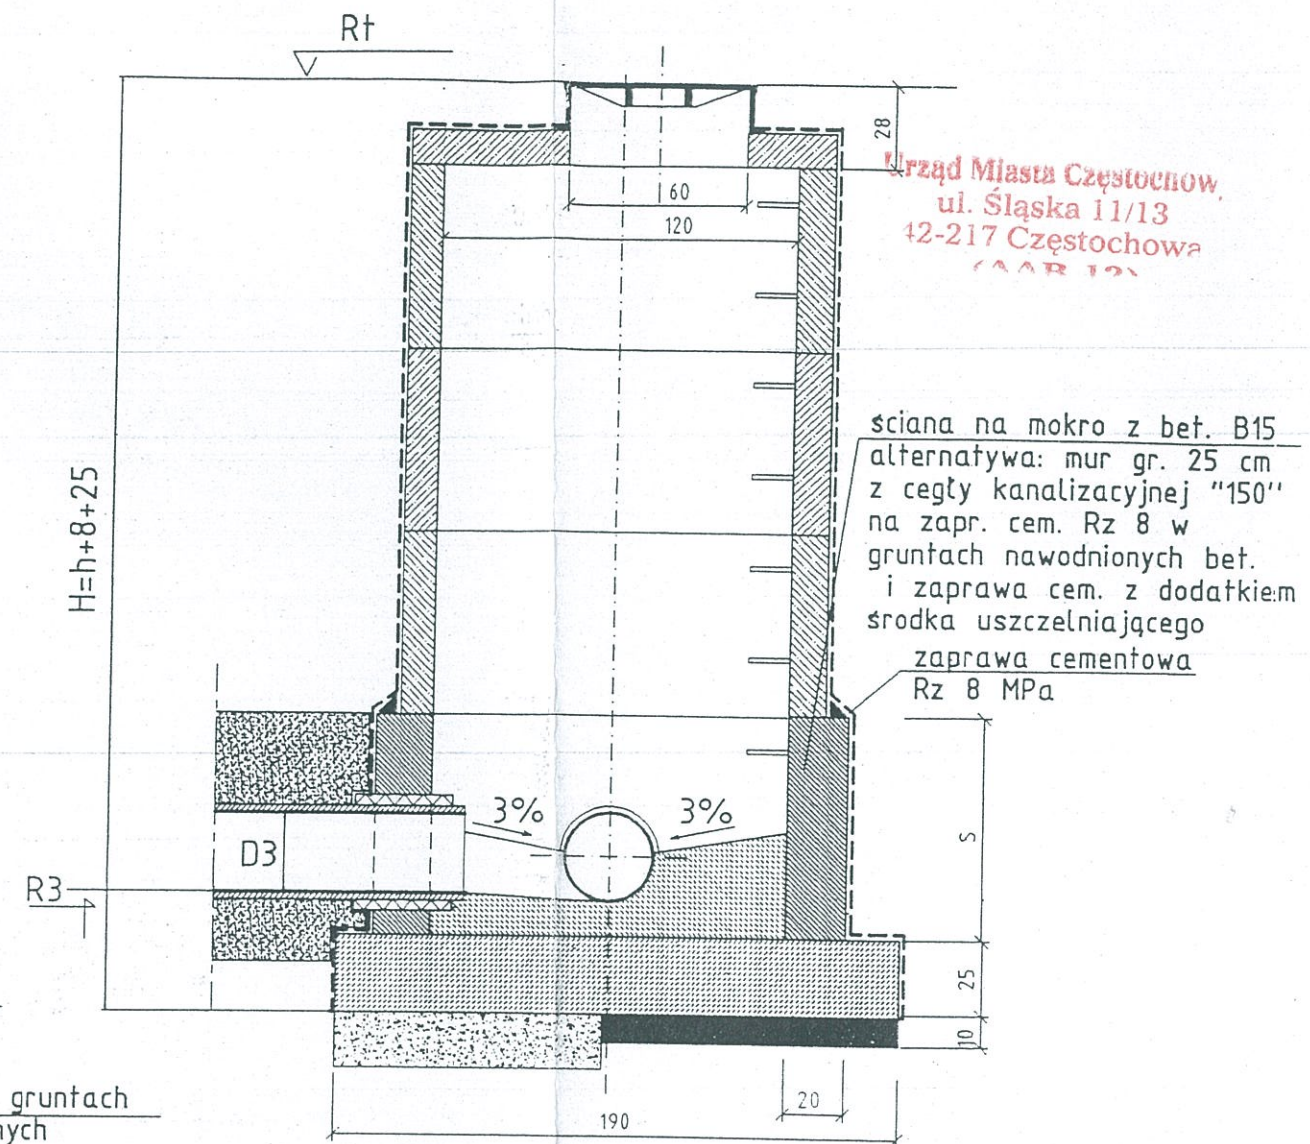 Rt
28
Urząd Miasta Częstochow
ul. Śląska 11/13
42-217 Częstochowa
60
120
ściana na mokro z bet. B15
alternatywa: mur gr. 25 cm
z cegły kanalizacyjnej "150"
na zapr. cem. Rz 8 w
gruntach nawodnionych bet.
i zaprawa cem. z dodatkiem
środka uszczelniającego
zaprawa cementowa
Rz 8 MPa
H=h+8+25
3%
3%
D3
R3
S
25
10
20
190
gruntach